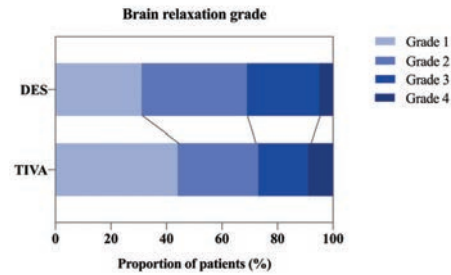 Brain relaxation grade
DES
TIVA
0 20 40 60 80 100
Proportion of patients (%)
Grade 1
Grade 2
Grade 3
Grade 4